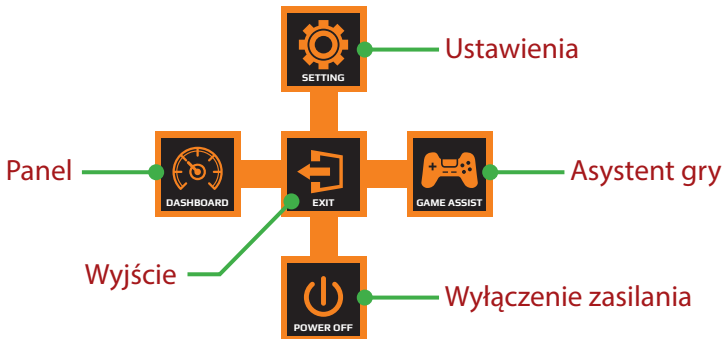 Ustawienia
SETTING
Panel
DASHBOARD
EXIT
GAME ASSIST
Asystent gry
Wyjście
POWER OFF
Wyłączenie zasilania